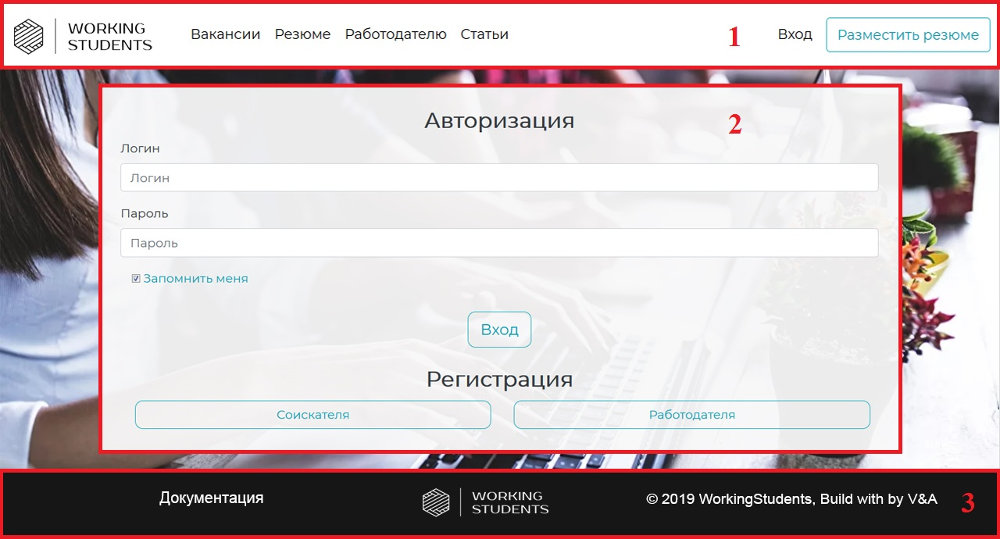 WORKING
STUDENTS
Вакансии Резюме Работодателю Статьи
1
Вход
Разместить резюме
Авторизация
2
Логин
Логин
Пароль
Пароль
Запомнить меня
Вход
Регистрация
Соискателя
Работодателя
Документация
WORKING
STUDENTS
© 2019 WorkingStudents, Build with by V&A
3